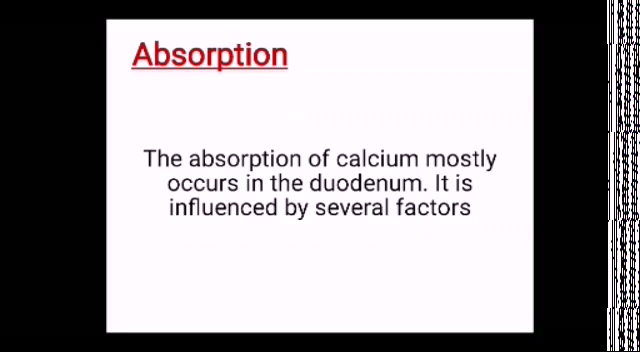 Absorption
The absorption of calcium mostly
occurs in the duodenum. It is
influenced by several factors